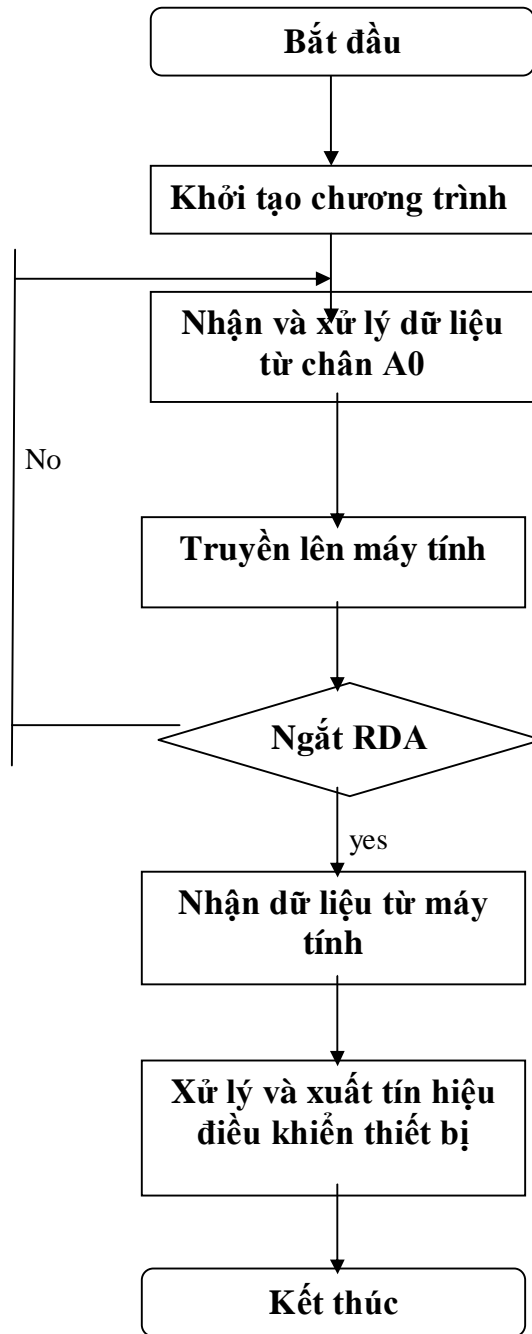 Bắt đầu
Khởi tạo chương trình
Nhận và xử lý dữ liệu
từ chân A0
No
Truyền lên máy tính
Ngắt RDA
yes
Nhận dữ liệu từ máy
tính
Xử lý và xuất tín hiệu
điều khiển thiết bị
Kết thúc